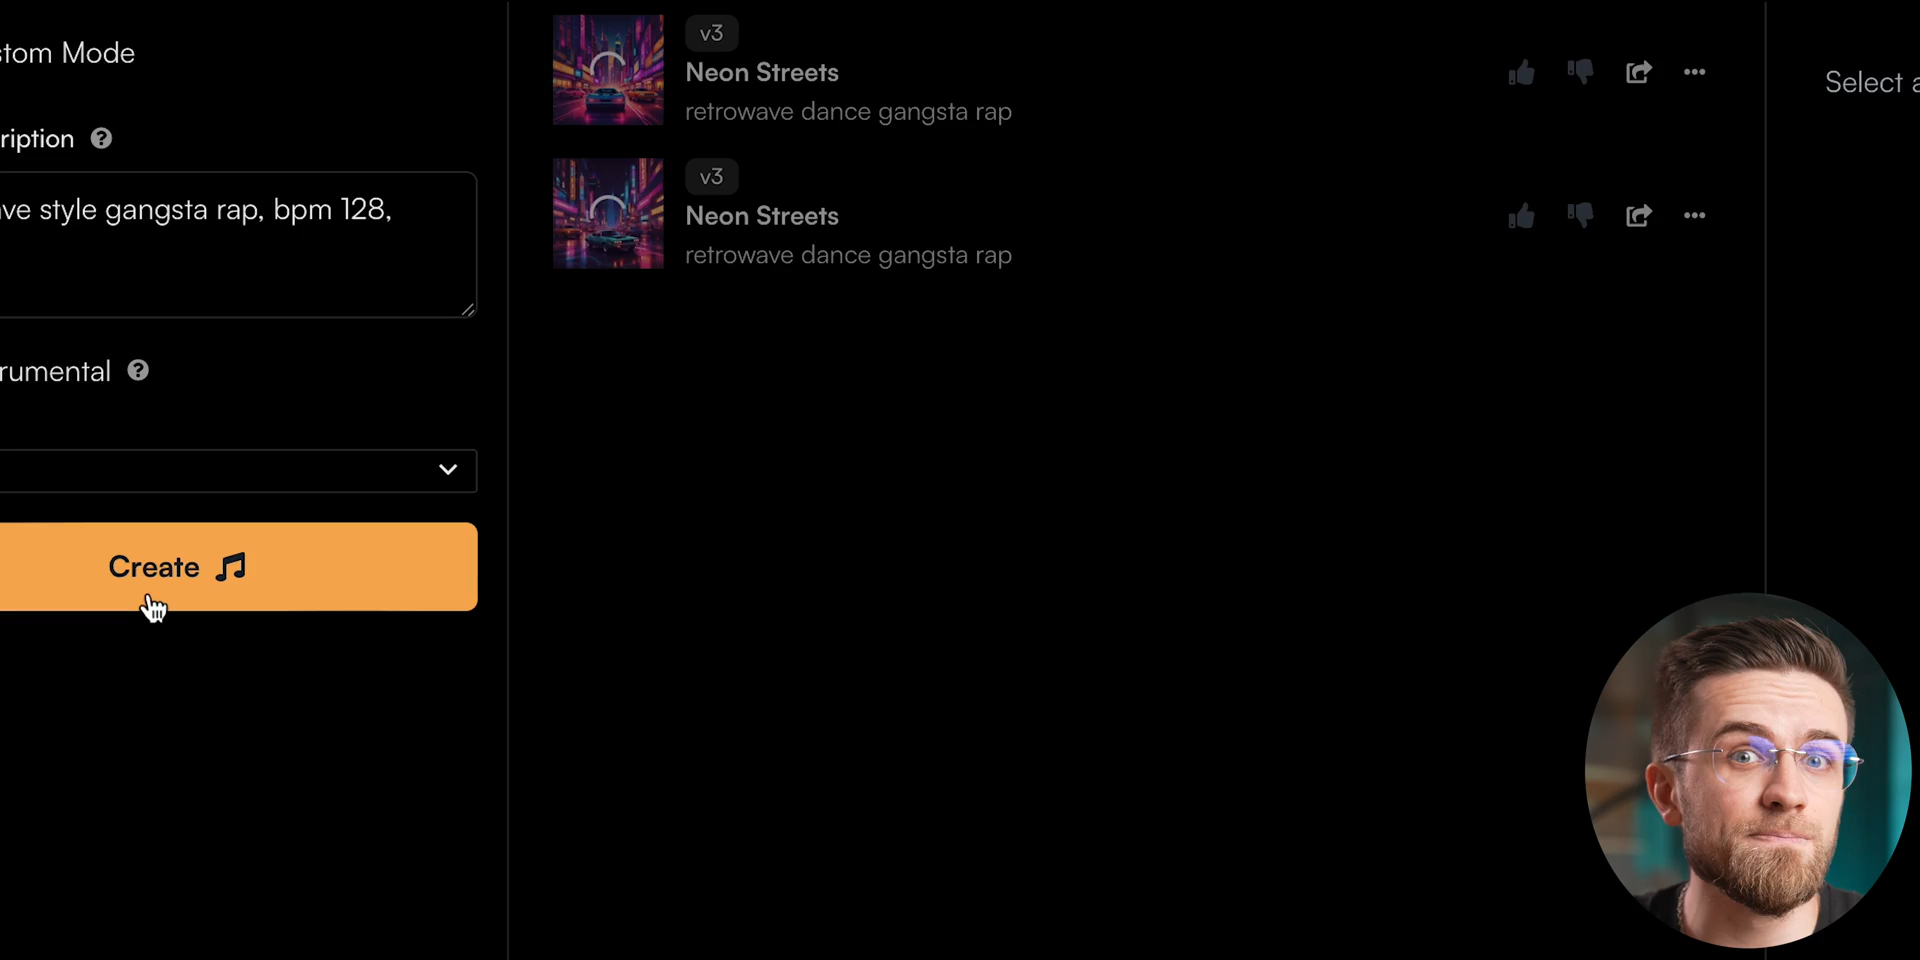 stom Mode
ription
ve style gangsta rap, bpm 128,
rumental
Create
v3
Neon Streets
retrowave dance gangsta rap
v3
Neon Streets
retrowave dance gangsta rap
Select a